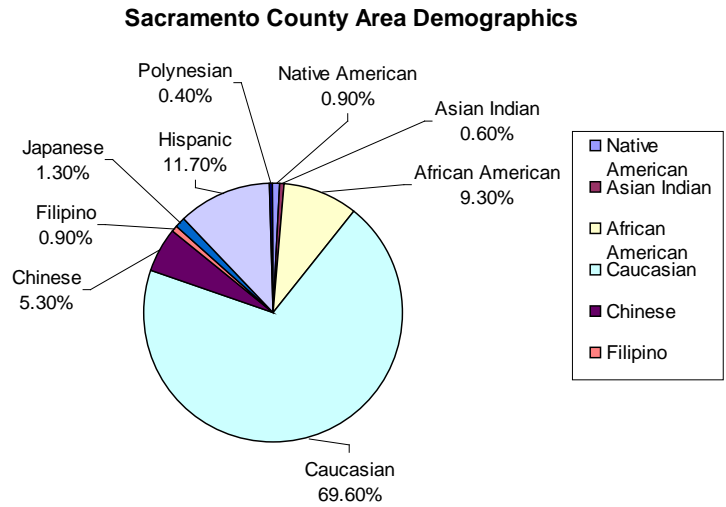 Sacramento County Area Demographics
Polynesian
0.40%
Native American
0.90%
Asian Indian
0.60%
Japanese
1.30%
Hispanic
11.70%
African American
9.30%
Filipino
0.90%
Chinese
5.30%
Caucasian
69.60%
Native
American
Asian Indian
African
American
Caucasian
Chinese
Filipino